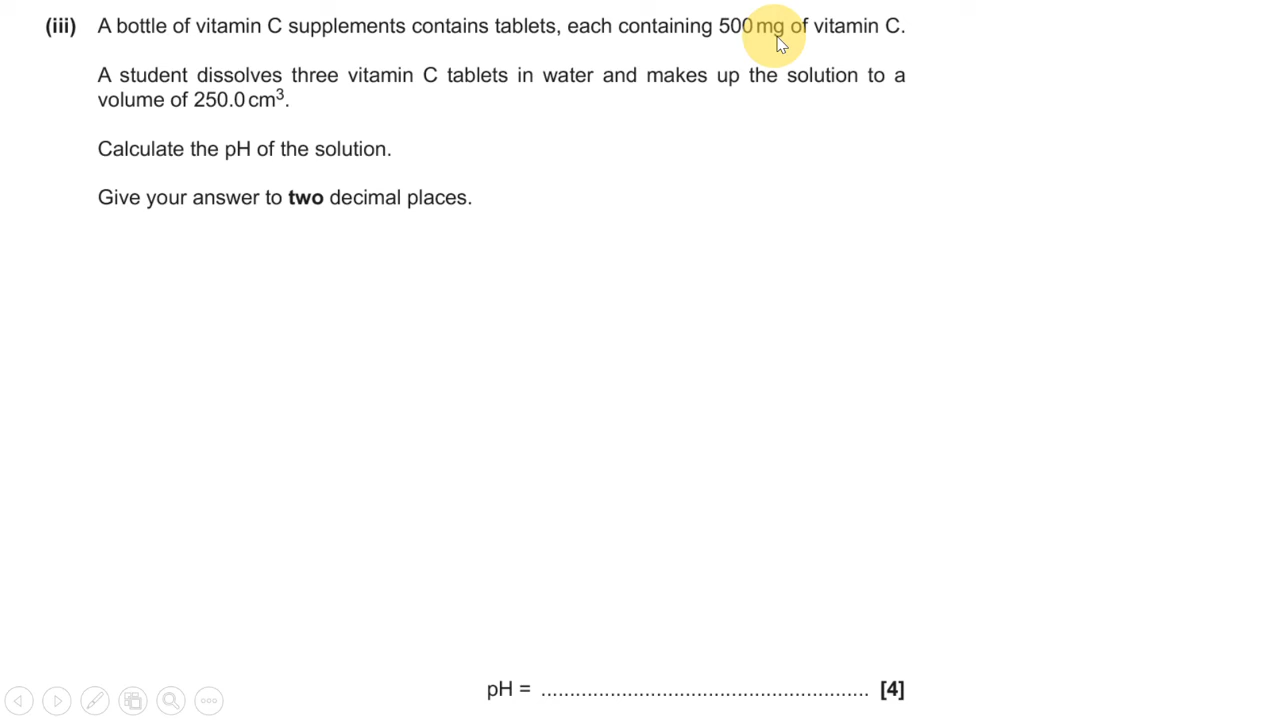 (iii) A bottle of vitamin C supplements contains tablets, each containing 500 mg of vitamin C.
A student dissolves three vitamin C tablets in water and makes up the solution to a
volume of 250.0 cm³.
Calculate the pH of the solution.
Give your answer to two decimal places.
pH = .......................................................... [4]